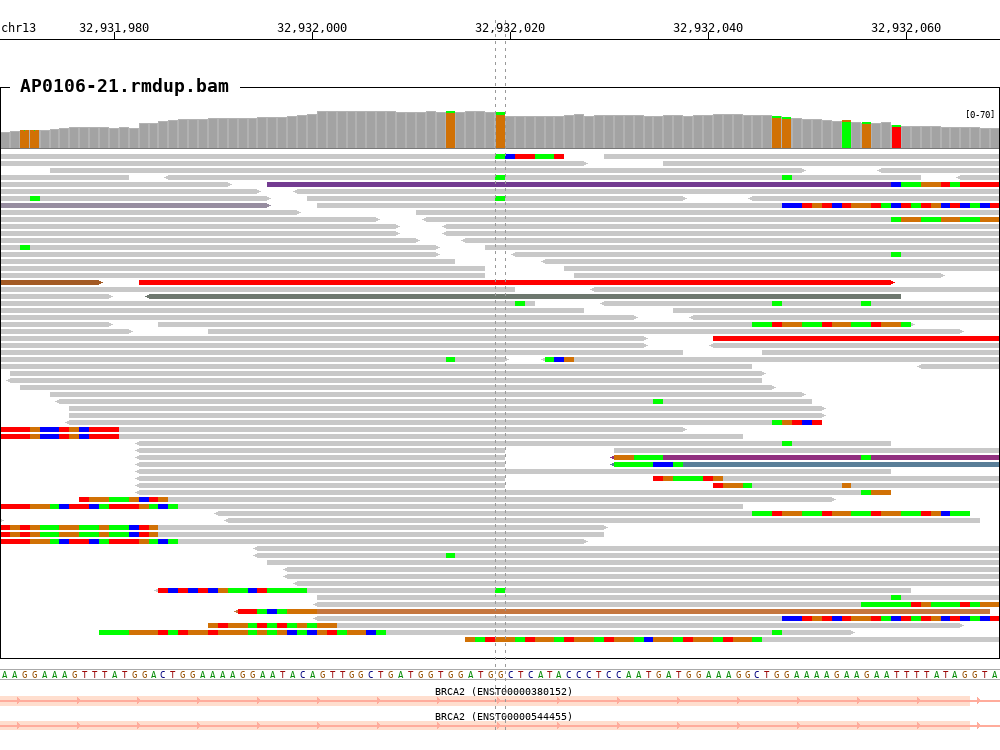 chr13 32,931,980 32,932,000 32,932,020 32,932,040 32,932,060
AP0106-21.rmdup.bam
[0-70]
AAGGAAAGTTTATGGACTGGAAAAGGAATACAGTTGGCTGATGGTGGATGGCTCATACCCTCCAATGATGGAAAGGCTGGAAAAGAAGAATTTTATAGGTA
BRCA2 (ENST00000380152)
BRCA2 (ENST00000544455)